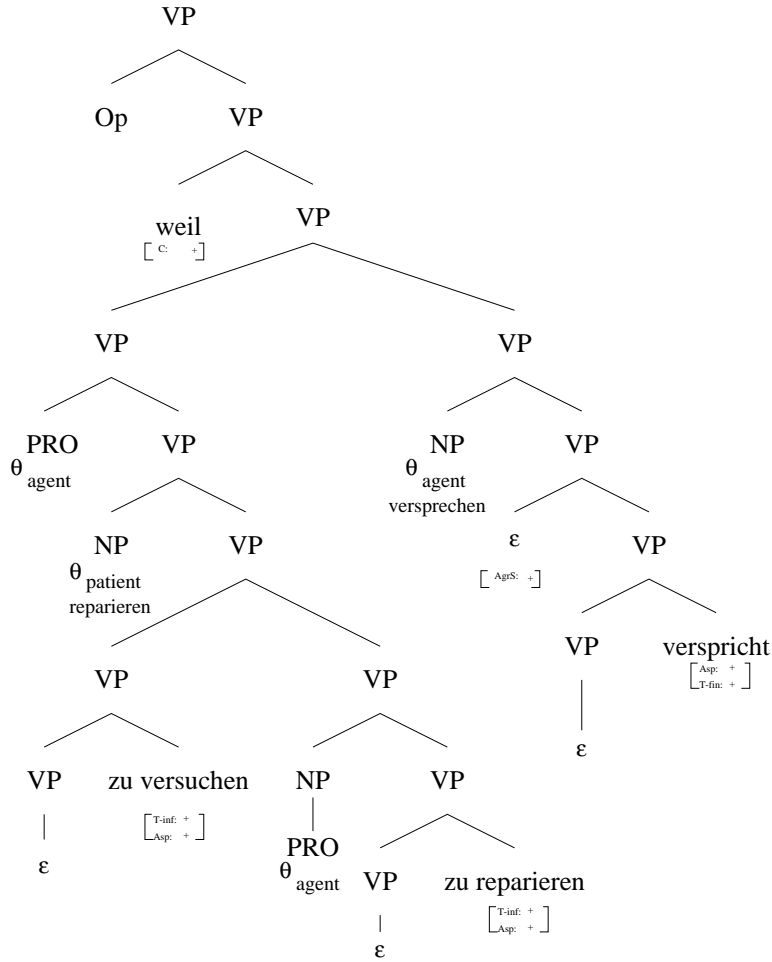 VP
Op VP
weil VP
[ C: + ]
VP VP
PRO VP NP VP
θ agent θ agent
versprechen
NP VP ε VP
θ patient [ AgrS: + ]
reparieren
VP VP VP verspricht
[ Asp: +
T-fin: + ]
ε
VP zu versuchen NP VP
[ T-inf: +
Asp: + ]
PRO
ε θ agent VP zu reparieren
[ T-inf: +
Asp: + ]
ε